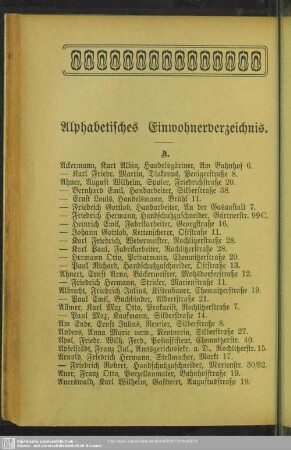 Alphabetisches Einwohnerverzeichnis.
A.
Ackermann, Kurt Albin, Handelsgärtner, Am Bahnhof 6.
— Karl Friedr. Martin, Diakonus, Penigerstraße 8.
Ahner, August Wilhelm, Spuler, Friedrichstraße 20.
— Bernhard Emil, Handarbeiter, Silberstraße 38.
— Ernst Louis, Handelsmann, Brühl 11.
— Friedrich Gottlob, Handarbeiter, An der Gasanstalt 7.
— Friedrich Hermann, Handschuhzuschneider, Gärtnerstr. 99C.
— Heinrich Emil, Fabrikarbeiter, Georgstraße 16.
— Johann Gottlob, Kettenscherer, Oststraße 11.
— Karl Friedrich, Webermeister, Rochlitzerstraße 28.
— Karl Paul, Fabrikarbeiter, Rochlitzerstraße 28.
— Hermann Otto, Privatmann, Chemnitzerstraße 20.
— Paul Richard, Handschuhzuschneider, Oststraße 13.
Ahnert, Ernst Arno, Bäckermeister, Mohsdorferstraße 12.
— Friedrich Hermann, Stricker, Marienstraße 11.
Albrecht, Friedrich Julius, Eisendauer, Chemnitzerstraße 19.
— Paul Emil, Buchbinder, Albertstraße 21.
Allmer, Karl Max Otto, Porkassit, Rochlitzerstraße 7.
— Paul Max, Kaufmann, Silberstraße 14.
Am Ende, Ernst Julius, Rentier, Silberstraße 8.
Anders, Anna Marie verw., Rentnerin, Silberstraße 27.
Apel, Friedr. Wilh. Ferd., Postassistent, Chemnitzerstr. 40.
Apfelstädt, Franz Jul., Amtsgerichtssekr. a. D., Rochlitzerstr. 15.
Arnold, Friedrich Hermann, Stellmacher, Markt 17.
— Friedrich Robert, Handschuhzuschneider, Marienstr. 30/32.
Auer, Franz Otto, Porzellanmaler, Bahnhofstraße 19.
Auerswald, Karl Wilhelm, Gastwirt, Augustusstraße 19.